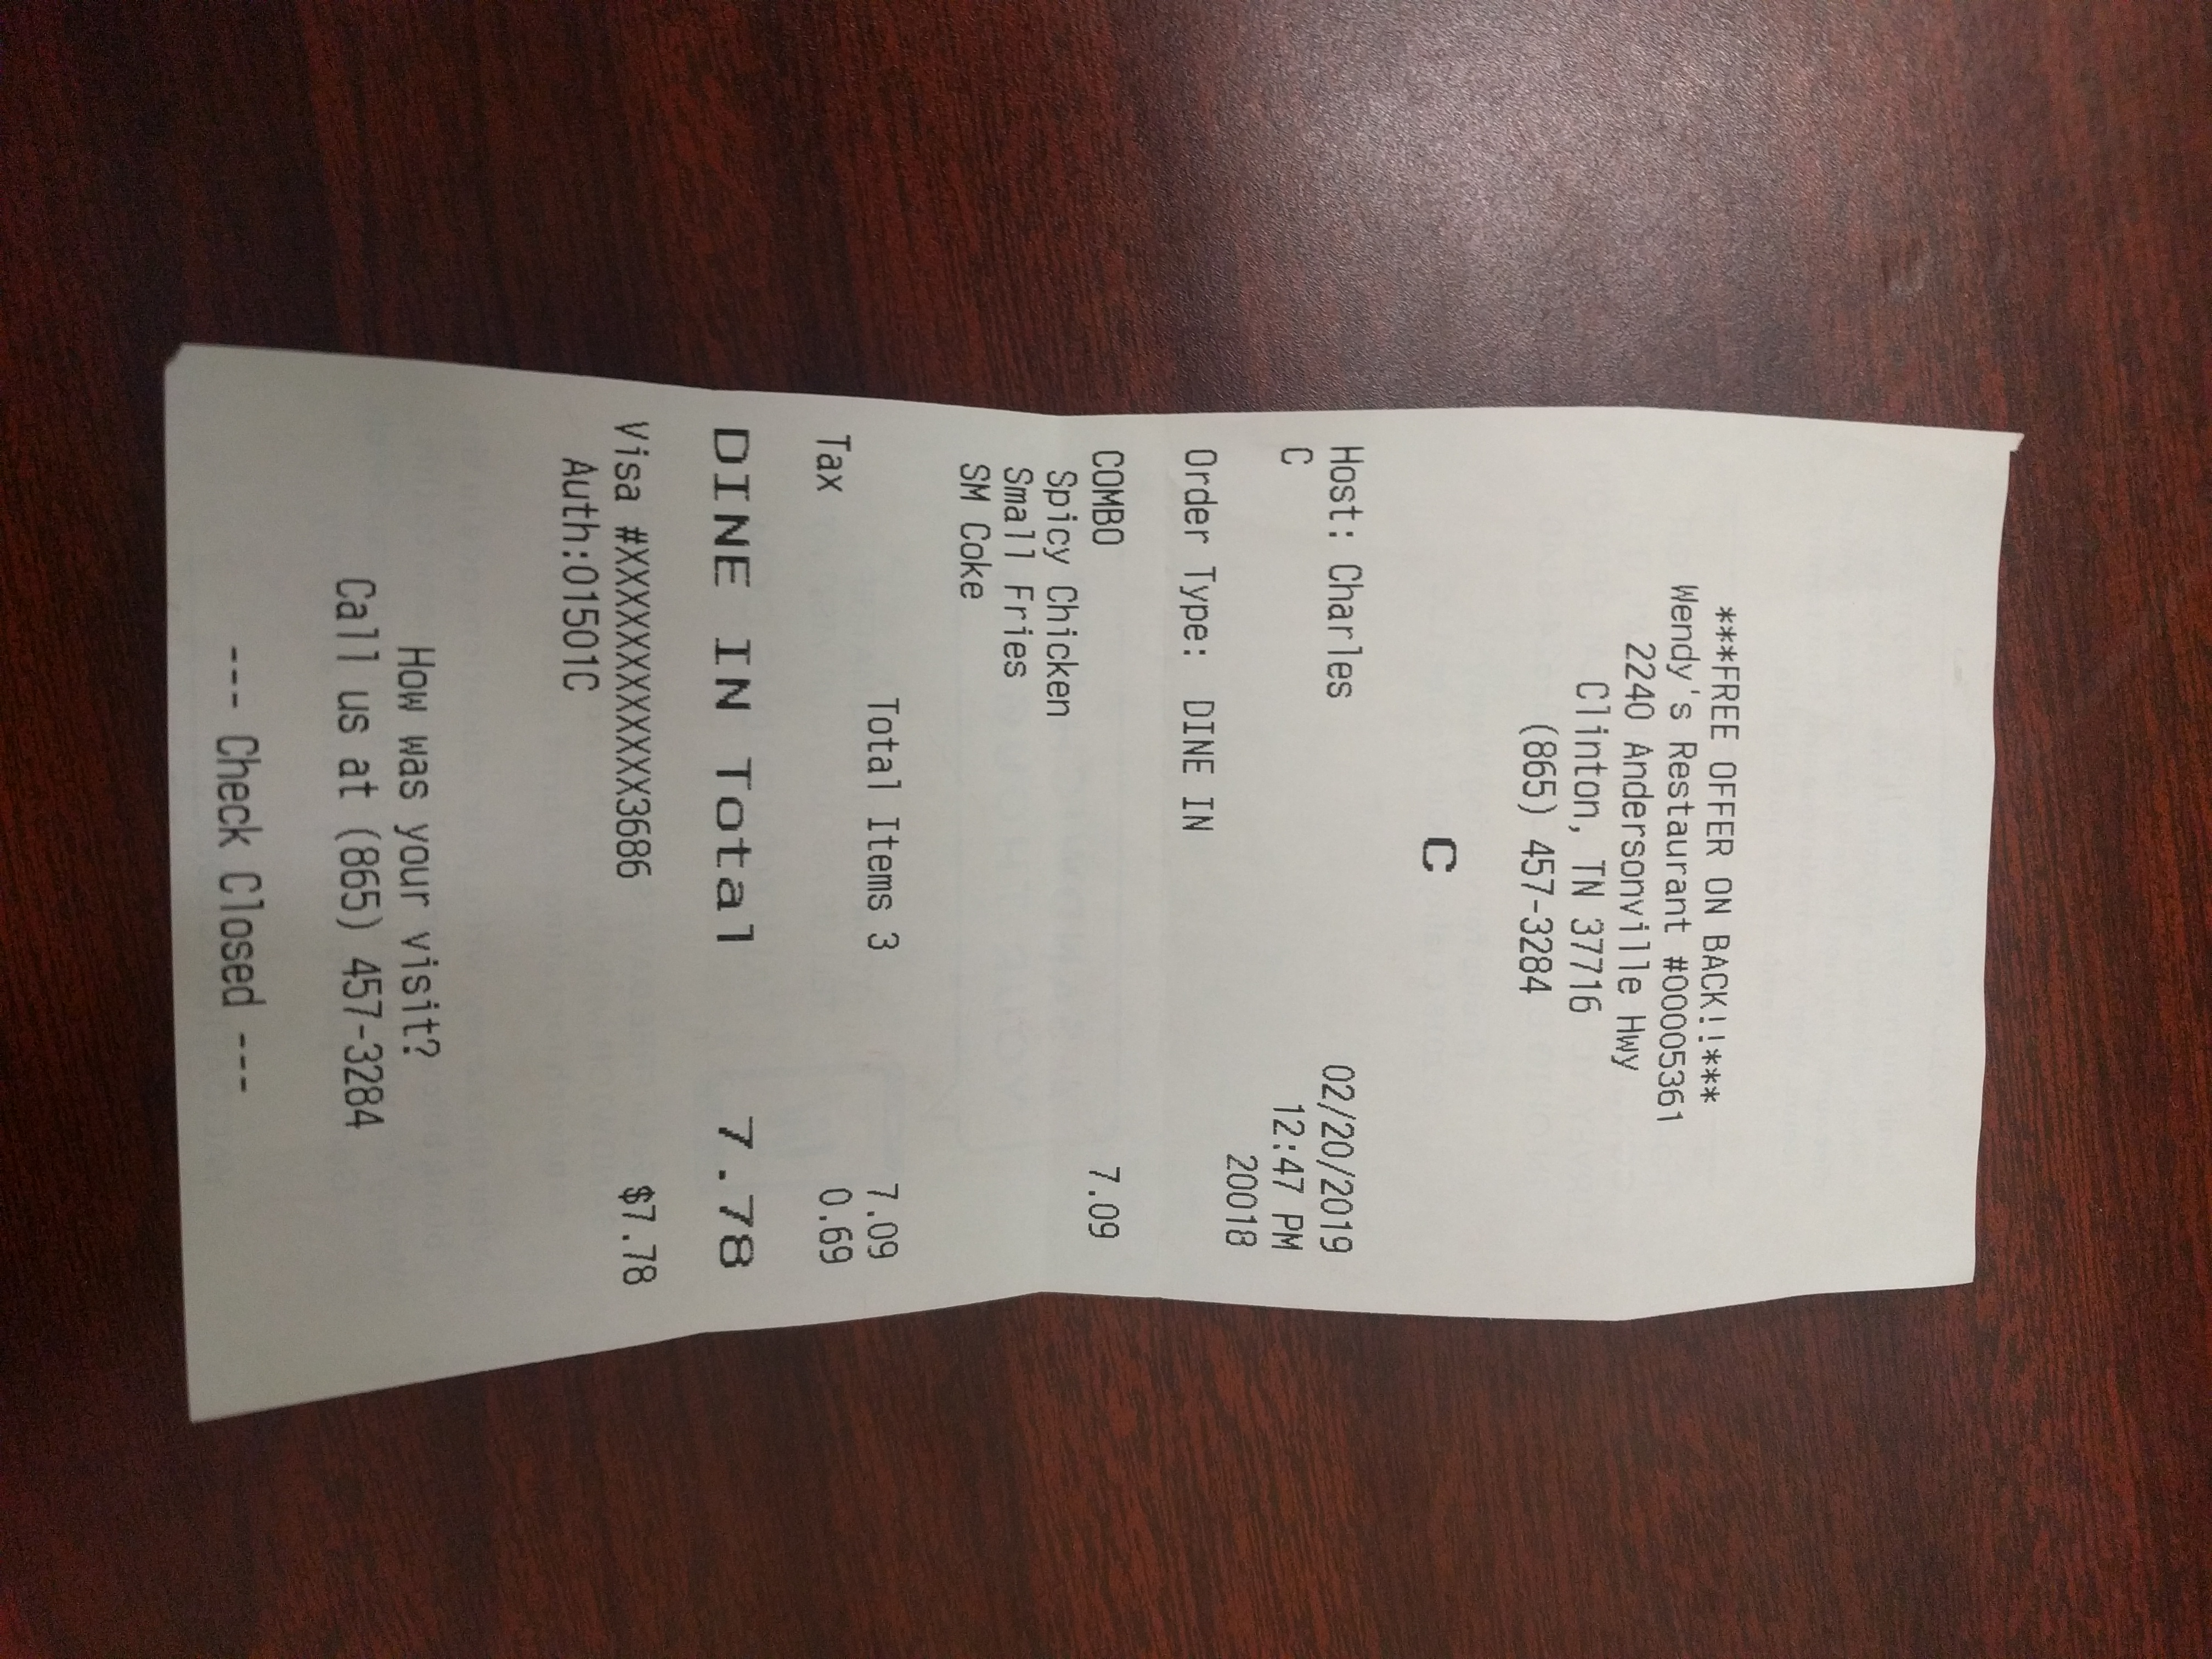 ***FREE OFFER ON BACK!!***
Wendy's Restaurant #00005361
2240 Andersonville Hwy
Clinton, TN 37716
(865) 457-3284
C
Host: Charles 02/20/2019
C 12:47 PM
20018
Order Type: DINE IN
COMBO 7.09
Spicy Chicken
Small Fries
SM Coke
Total Items 3 7.09
Tax 0.69
DINE IN Total 7.78
Visa #XXXXXXXXXXXX3686 $7.78
Auth:01501C
How was your visit?
Call us at (865) 457-3284
--- Check Closed ---